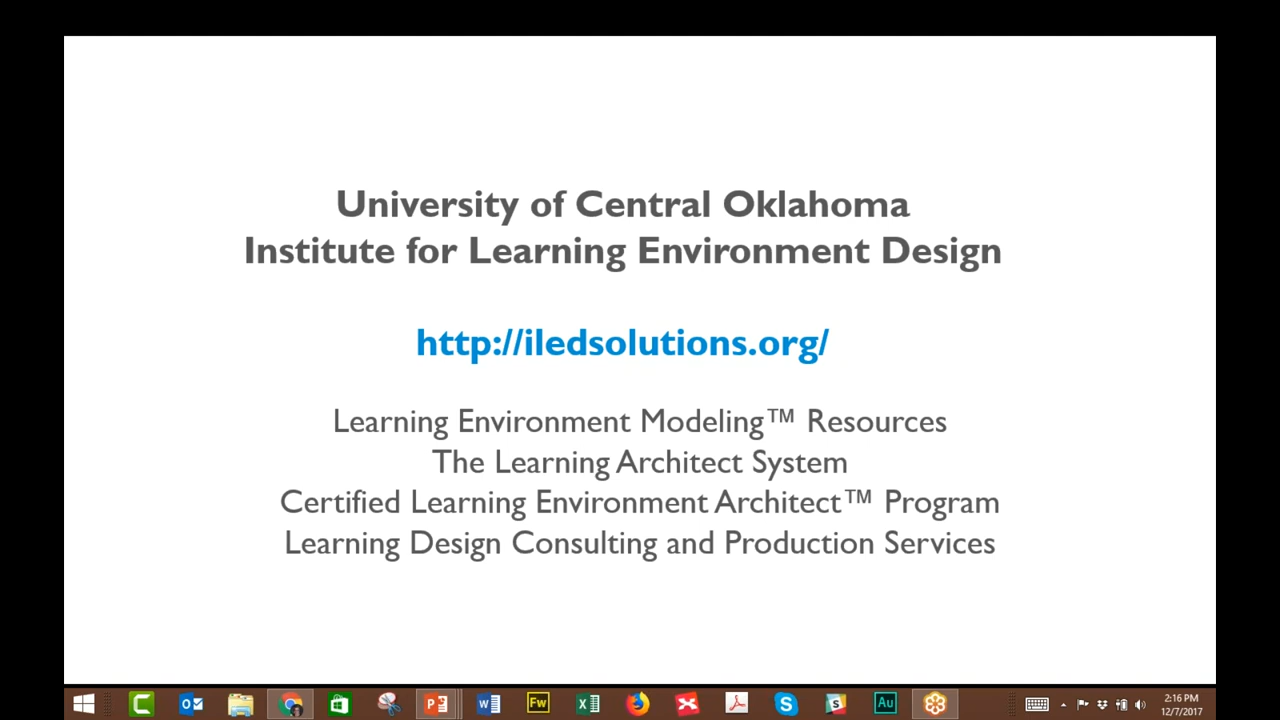 University of Central Oklahoma
Institute for Learning Environment Design
http://iledsolutions.org/
Learning Environment Modeling™ Resources
The Learning Architect System
Certified Learning Environment Architect™ Program
Learning Design Consulting and Production Services
2:16 PM
12/7/2017